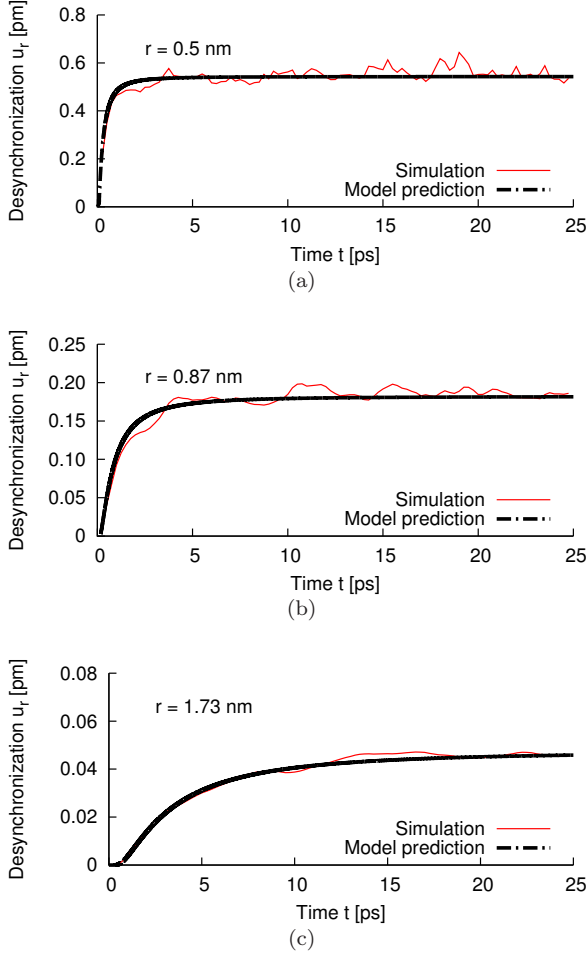 0.8
0.6
0.4
0.2
0
Desynchronization u_r [pm]
r = 0.5 nm
Simulation
Model prediction
0 5 10 15 20 25
Time t [ps]
(a)
0.25
0.20
0.15
0.10
0.05
0
Desynchronization u_r [pm]
r = 0.87 nm
Simulation
Model prediction
0 5 10 15 20 25
Time t [ps]
(b)
0.08
0.06
0.04
0.02
0
Desynchronization u_r [pm]
r = 1.73 nm
Simulation
Model prediction
0 5 10 15 20 25
Time t [ps]
(c)